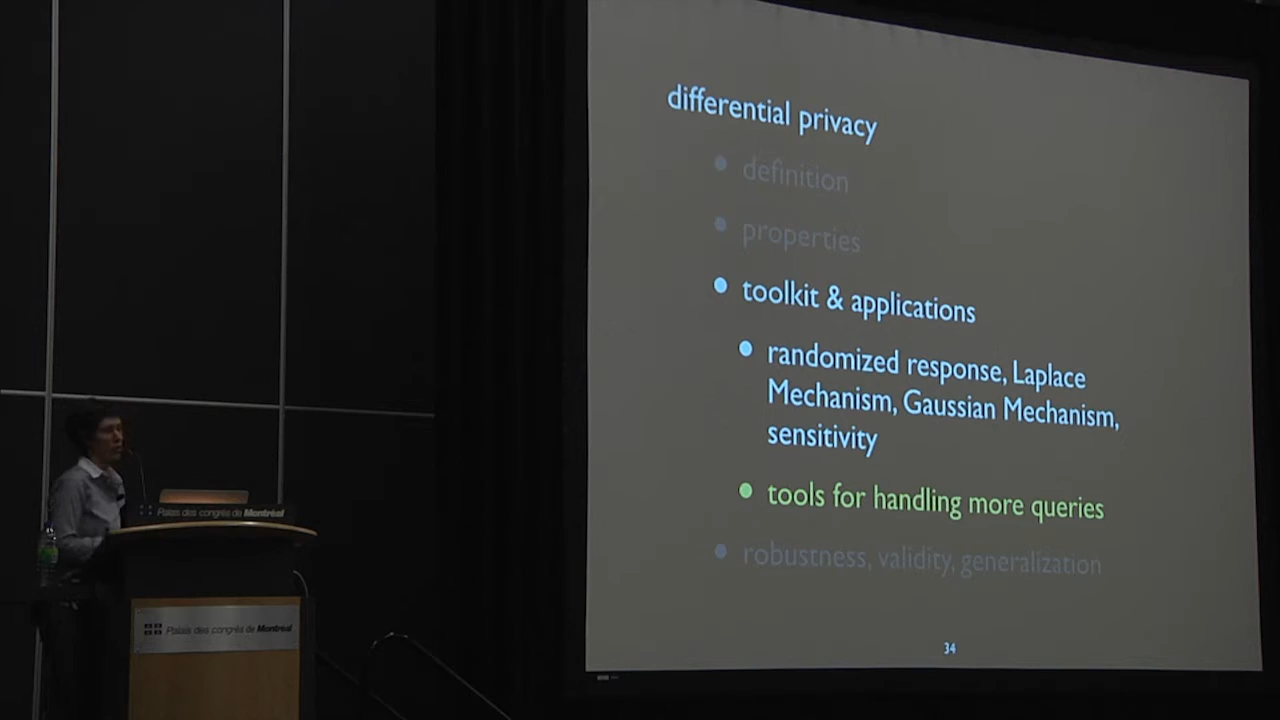 differential privacy
definition
properties
toolkit & applications
randomized response, Laplace
Mechanism, Gaussian Mechanism,
sensitivity
tools for handling more queries
robustness, validity, generalization
34
Palais des congrès de Montréal
Palais des congrès de Montréal